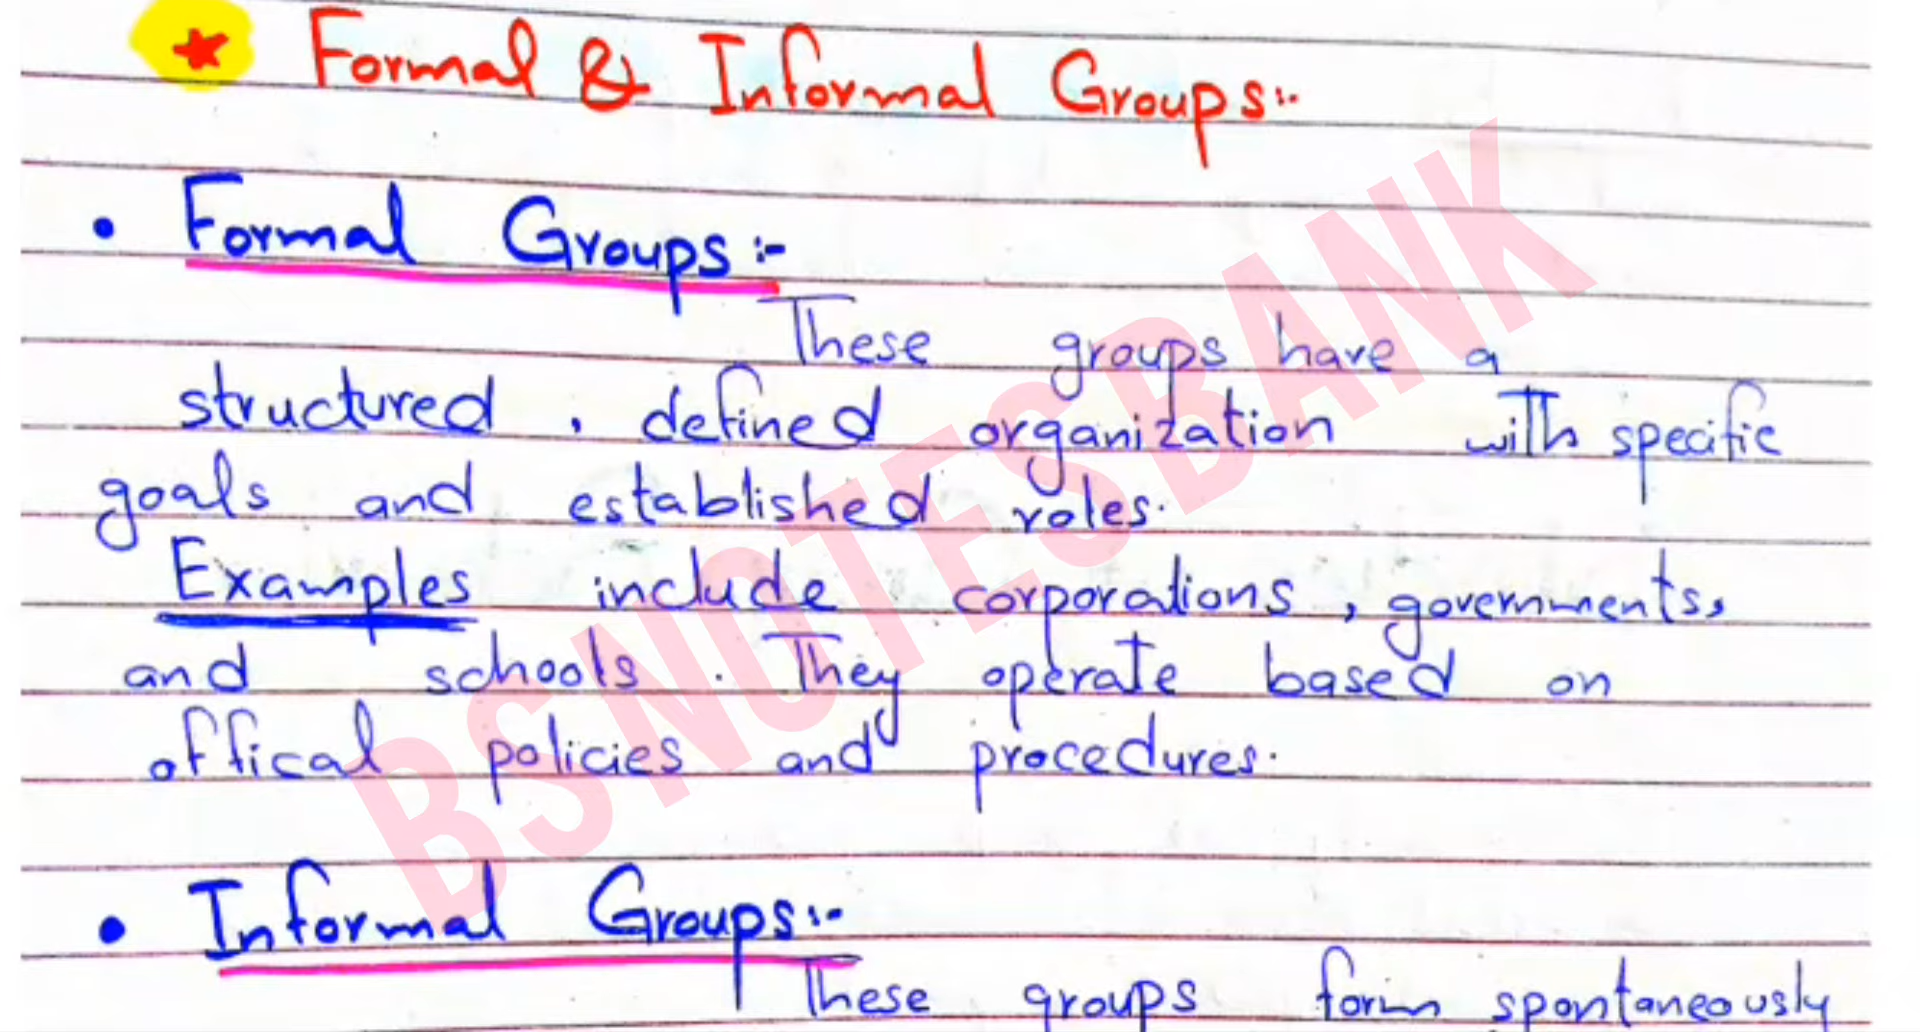 ★ Formal & Informal Groups:-
• Formal Groups:-
These groups have a
structured, defined organization with specific
goals and established roles.
Examples include corporations, governments,
and schools. They operate based on
offical policies and procedures.
• Informal Groups:-
These groups form spontaneously
BSNOTESBANK